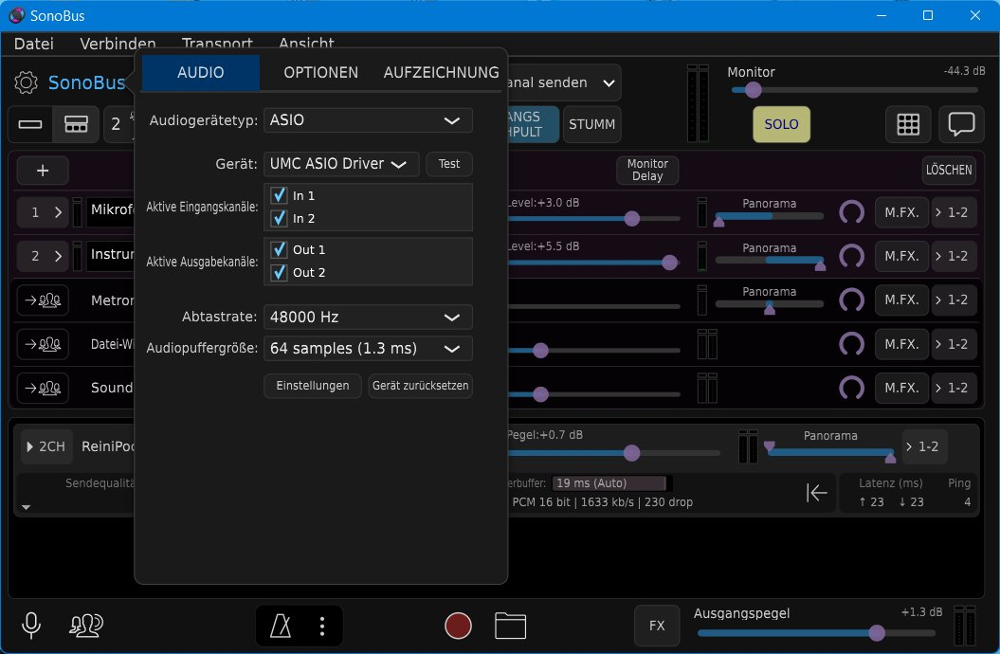 SonoBus
Datei Verbinden Transport Ansicht
SonoBus
AUDIO OPTIONEN AUFZEICHNUNG
anal senden
Monitor -44.3 dB
2
ANGS
HPULT
STUMM
SOLO
Audiogerätetyp: ASIO
Gerät: UMC ASIO Driver Test
Aktive Eingangskanäle: In 1
In 2
Aktive Ausgabekanäle: Out 1
Out 2
Abtastrate: 48000 Hz
Audiopuffergröße: 64 samples (1.3 ms)
Einstellungen Gerät zurücksetzen
+
Monitor
Delay
LÖSCHEN
1 > Mikrof
Level:+3.0 dB Panorama M.FX. > 1-2
2 > Instrur
Level:+5.5 dB Panorama M.FX. > 1-2
Metror
Panorama M.FX. > 1-2
Datei-Wi
M.FX. > 1-2
Sound
M.FX. > 1-2
2CH ReiniPo
Pegel:+0.7 dB Panorama > 1-2
Sendequalitä
erbuffer: 19 ms (Auto)
PCM 16 bit | 1633 kb/s | 230 drop
Latenz (ms) Ping
↑ 23 ↓ 23 4
FX Ausgangspegel +1.3 dB